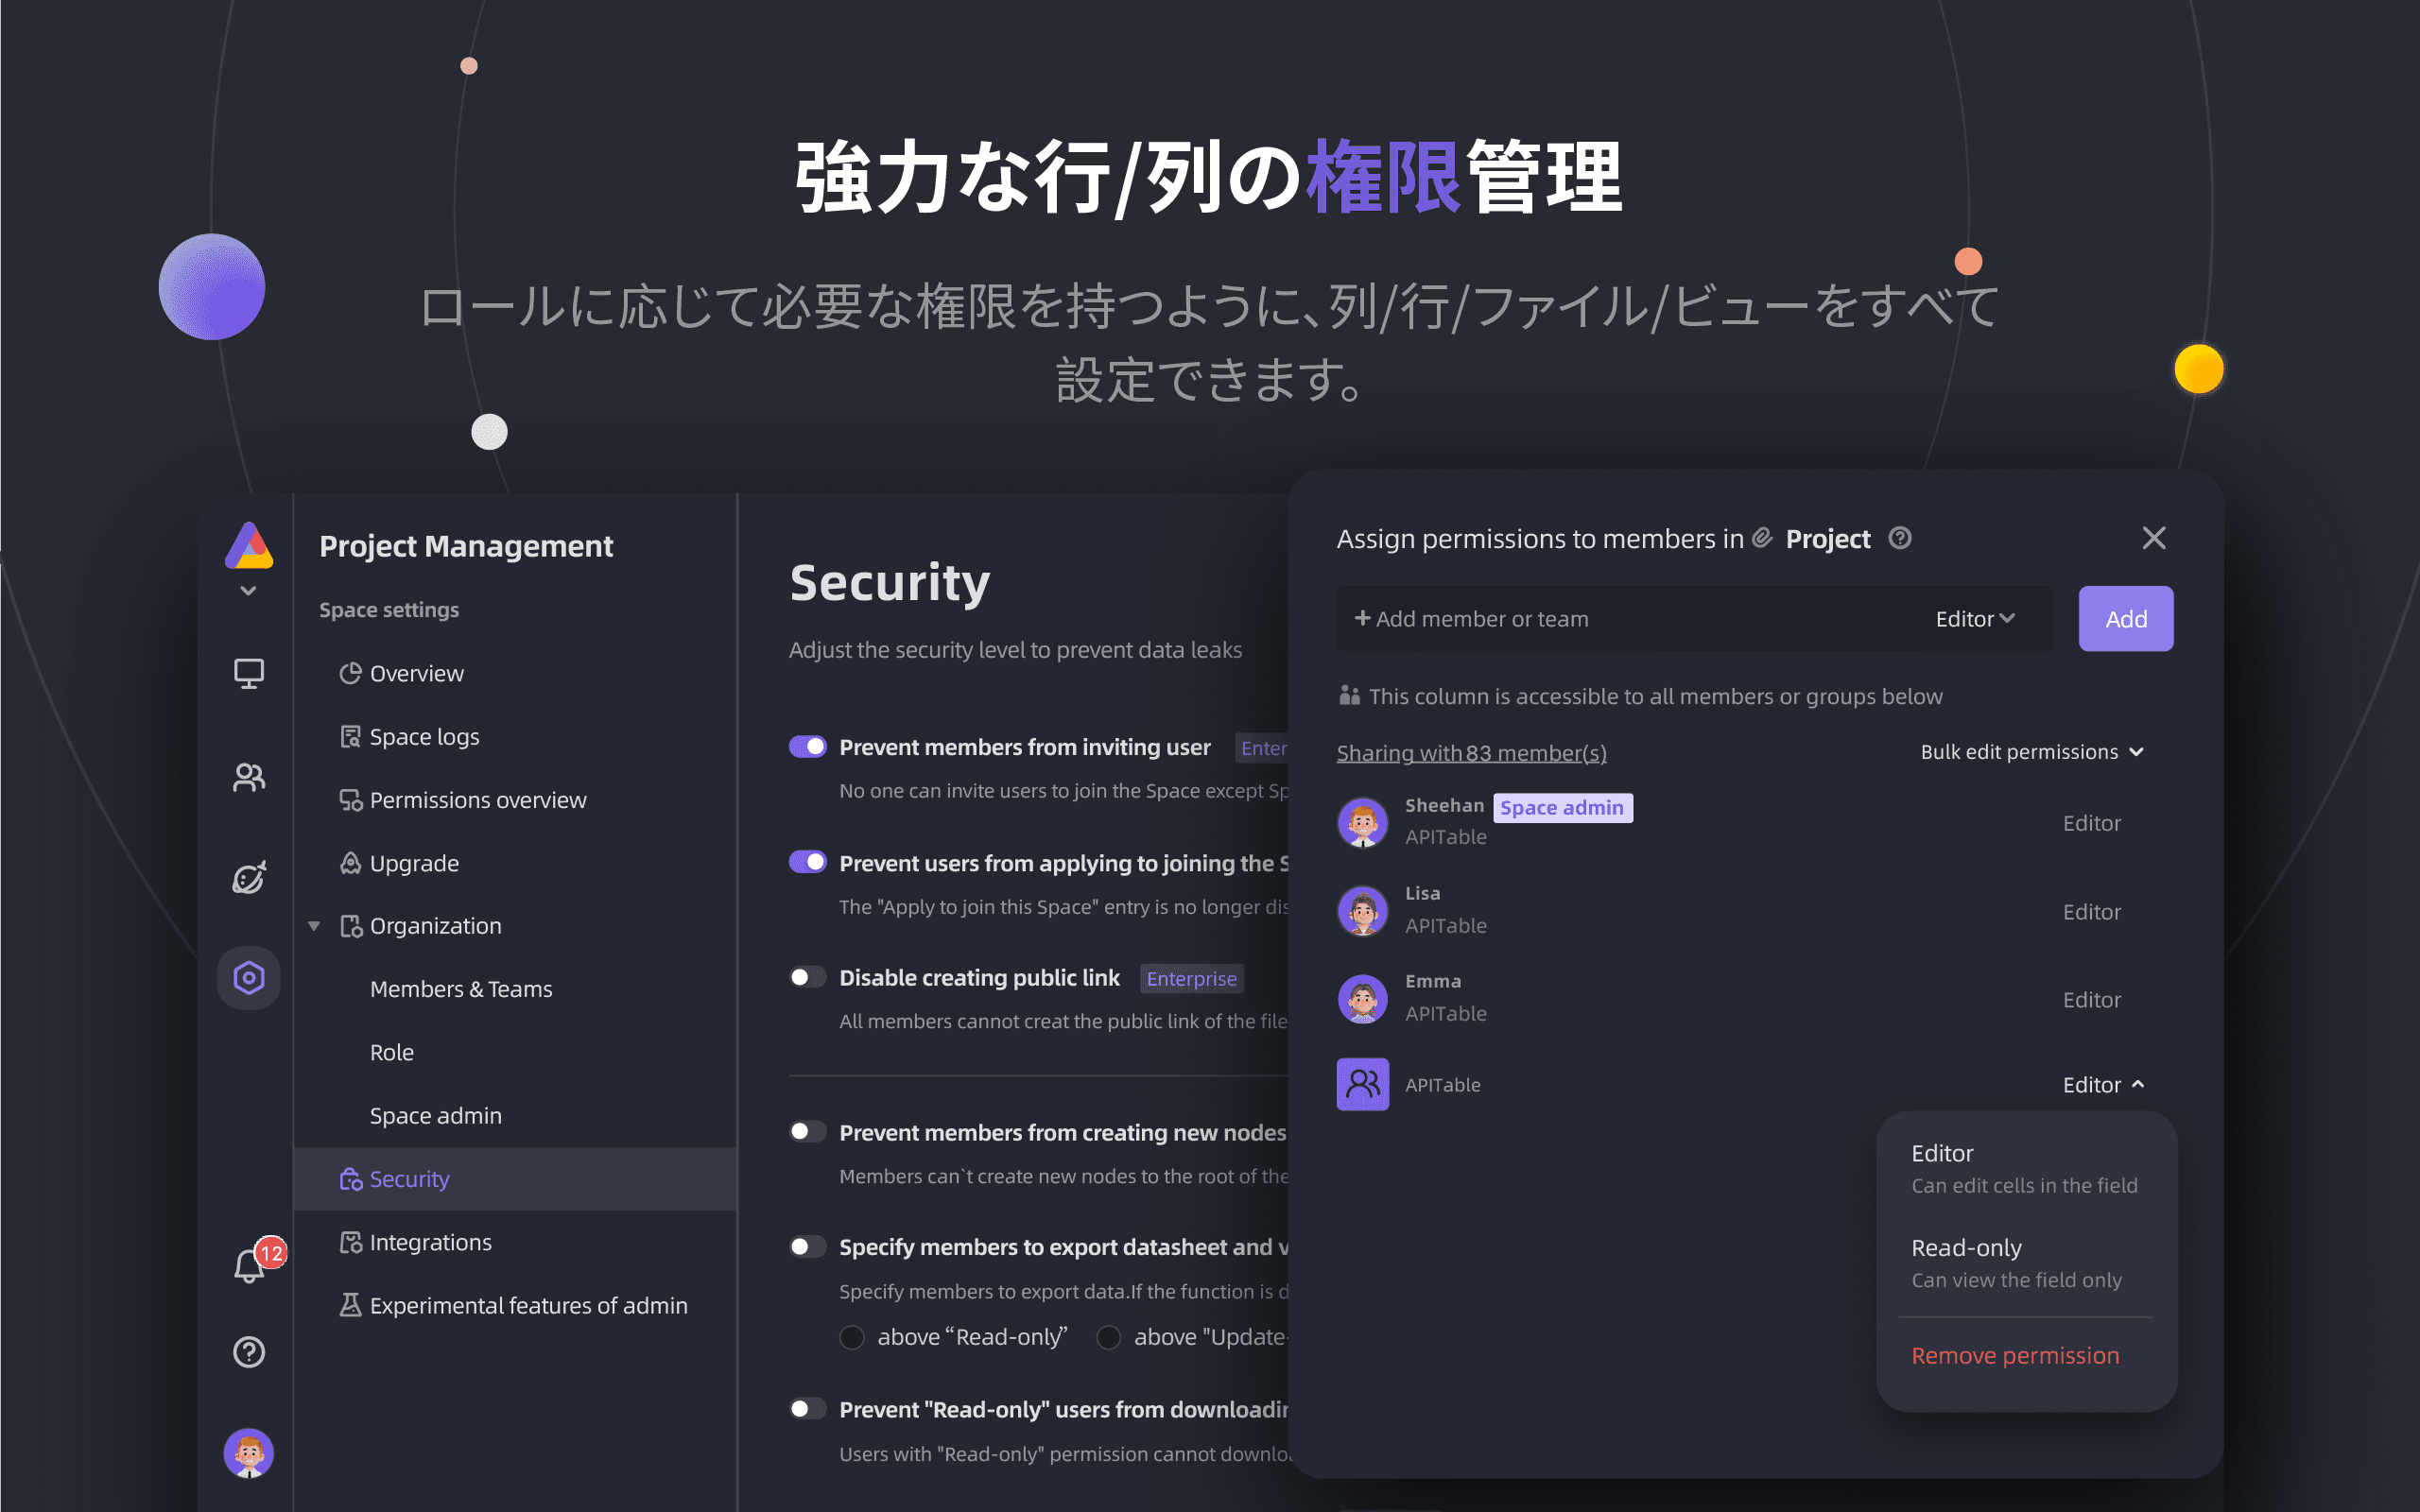 強力な行/列の権限管理
ロールに応じて必要な権限を持つように、列/行/ファイル/ビューをすべて
設定できます。
Project Management
Space settings
Overview
Space logs
Permissions overview
Upgrade
Organization
Members & Teams
Role
Space admin
Security
Integrations
Experimental features of admin
12
Security
Adjust the security level to prevent data leaks
Prevent members from inviting user Enter
No one can invite users to join the Space except Sp
Prevent users from applying to joining the S
The "Apply to join this Space" entry is no longer dis
Disable creating public link Enterprise
All members cannot creat the public link of the file
Prevent members from creating new nodes
Members can`t create new nodes to the root of the
Specify members to export datasheet and v
Specify members to export data.If the function is d
above “Read-only” above "Update-
Prevent "Read-only" users from downloadin
Users with "Read-only" permission cannot downlo
Assign permissions to members in Project
+ Add member or team Editor Add
This column is accessible to all members or groups below
Sharing with 83 member(s) Bulk edit permissions
Sheehan Space admin
APITable Editor
Lisa
APITable Editor
Emma
APITable Editor
APITable Editor
Editor
Can edit cells in the field
Read-only
Can view the field only
Remove permission